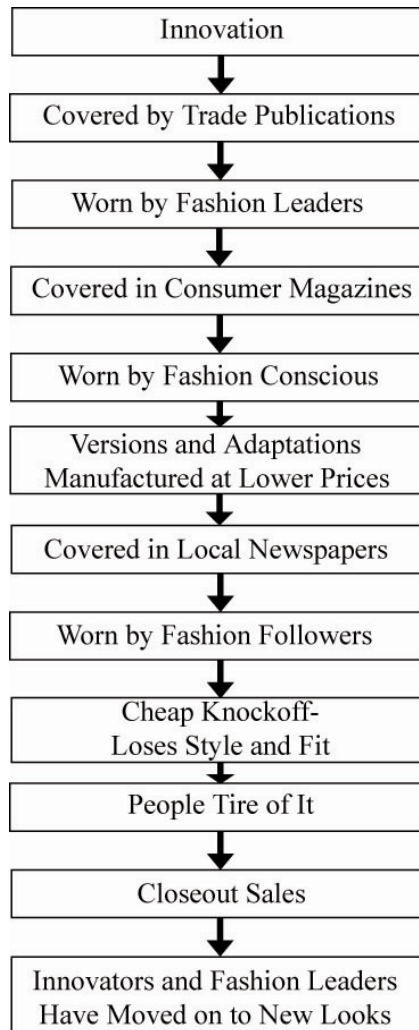 Innovation
Covered by Trade Publications
Worn by Fashion Leaders
Covered in Consumer Magazines
Worn by Fashion Conscious
Versions and Adaptations
Manufactured at Lower Prices
Covered in Local Newspapers
Worn by Fashion Followers
Cheap Knockoff-
Loses Style and Fit
People Tire of It
Closeout Sales
Innovators and Fashion Leaders
Have Moved on to New Looks